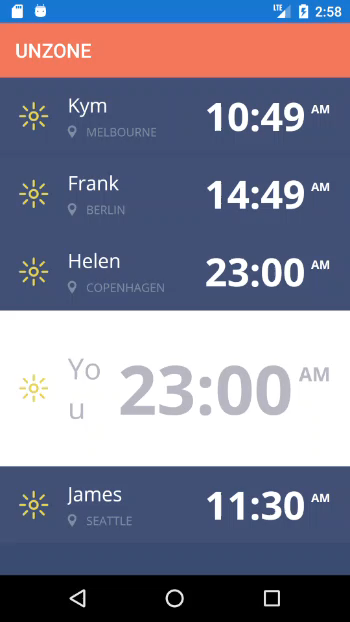 LTE 2:58
UNZONE
Kym 10:49 AM
MELBOURNE
Frank 14:49 AM
BERLIN
Helen 23:00 AM
COPENHAGEN
Yo
u 23:00 AM
James 11:30 AM
SEATTLE